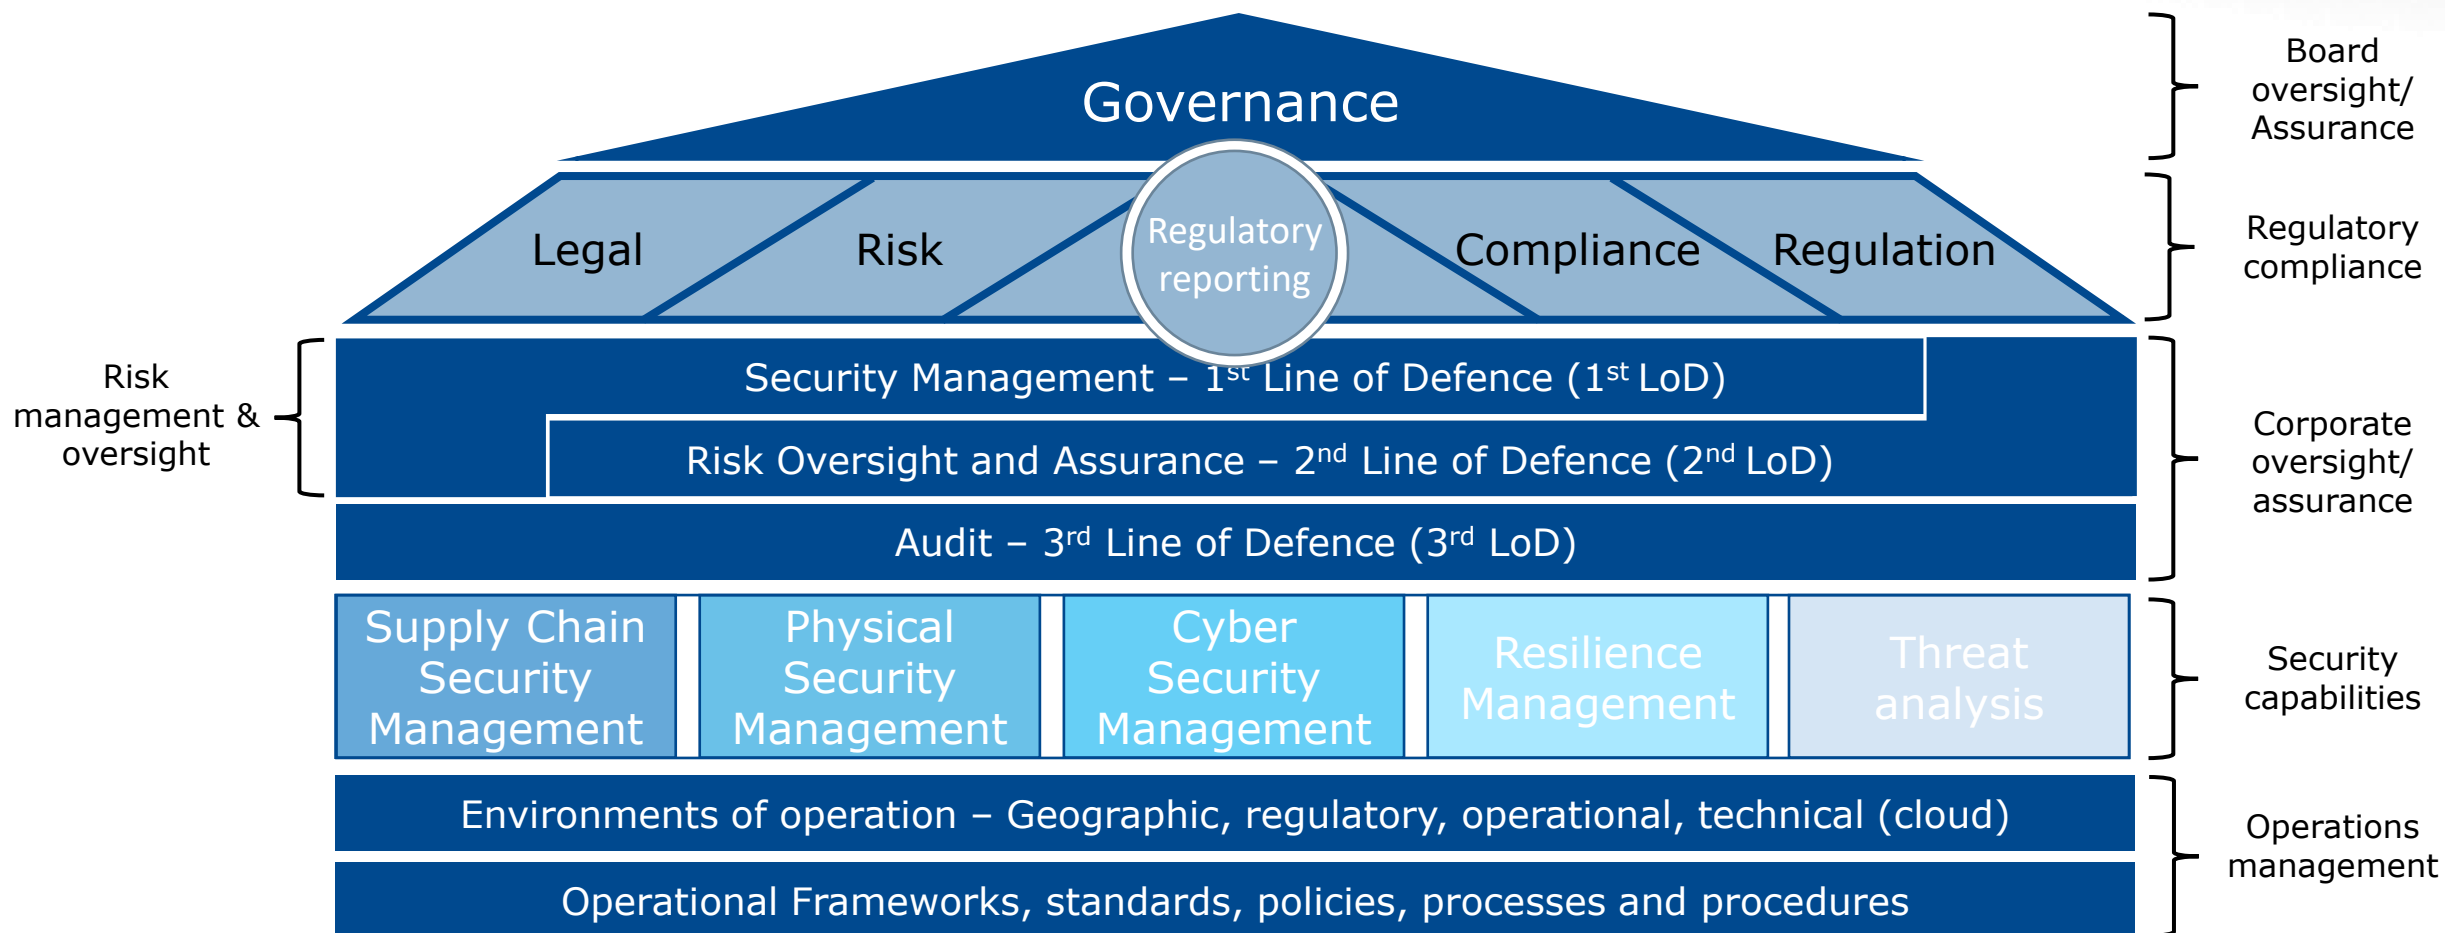 Governance
Board
oversight/
Assurance
Legal
Risk
Regulatory
reporting
Compliance
Regulation
Regulatory
compliance
Risk
management &
oversight
Security Management – 1st Line of Defence (1st LoD)
Risk Oversight and Assurance – 2nd Line of Defence (2nd LoD)
Audit – 3rd Line of Defence (3rd LoD)
Corporate
oversight/
assurance
Supply Chain
Security
Management
Physical
Security
Management
Cyber
Security
Management
Resilience
Management
Threat
analysis
Security
capabilities
Environments of operation – Geographic, regulatory, operational, technical (cloud)
Operational Frameworks, standards, policies, processes and procedures
Operations
management